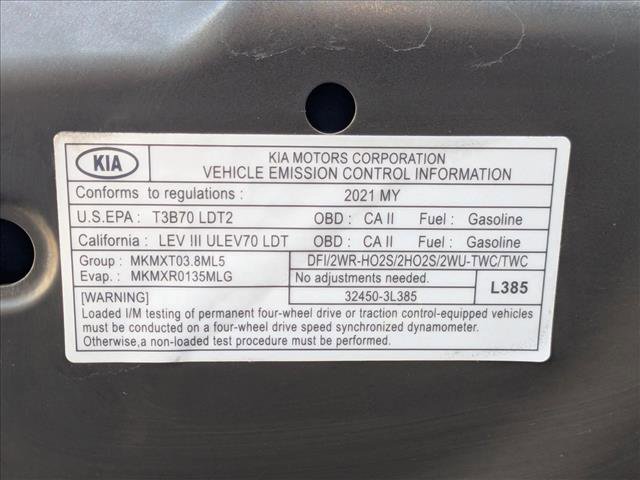 KIA
KIA MOTORS CORPORATION
VEHICLE EMISSION CONTROL INFORMATION
Conforms to regulations : 2021 MY
U.S.EPA : T3B70 LDT2 OBD : CA II Fuel : Gasoline
California : LEV III ULEV70 LDT OBD : CA II Fuel : Gasoline
Group : MKMXT03.8ML5
Evap. : MKMXR0135MLG
DFI/2WR-HO2S/2HO2S/2WU-TWC/TWC
No adjustments needed.
32450-3L385
L385
[WARNING]
Loaded I/M testing of permanent four-wheel drive or traction control-equipped vehicles
must be conducted on a four-wheel drive speed synchronized dynamometer.
Otherwise,a non-loaded test procedure must be performed.